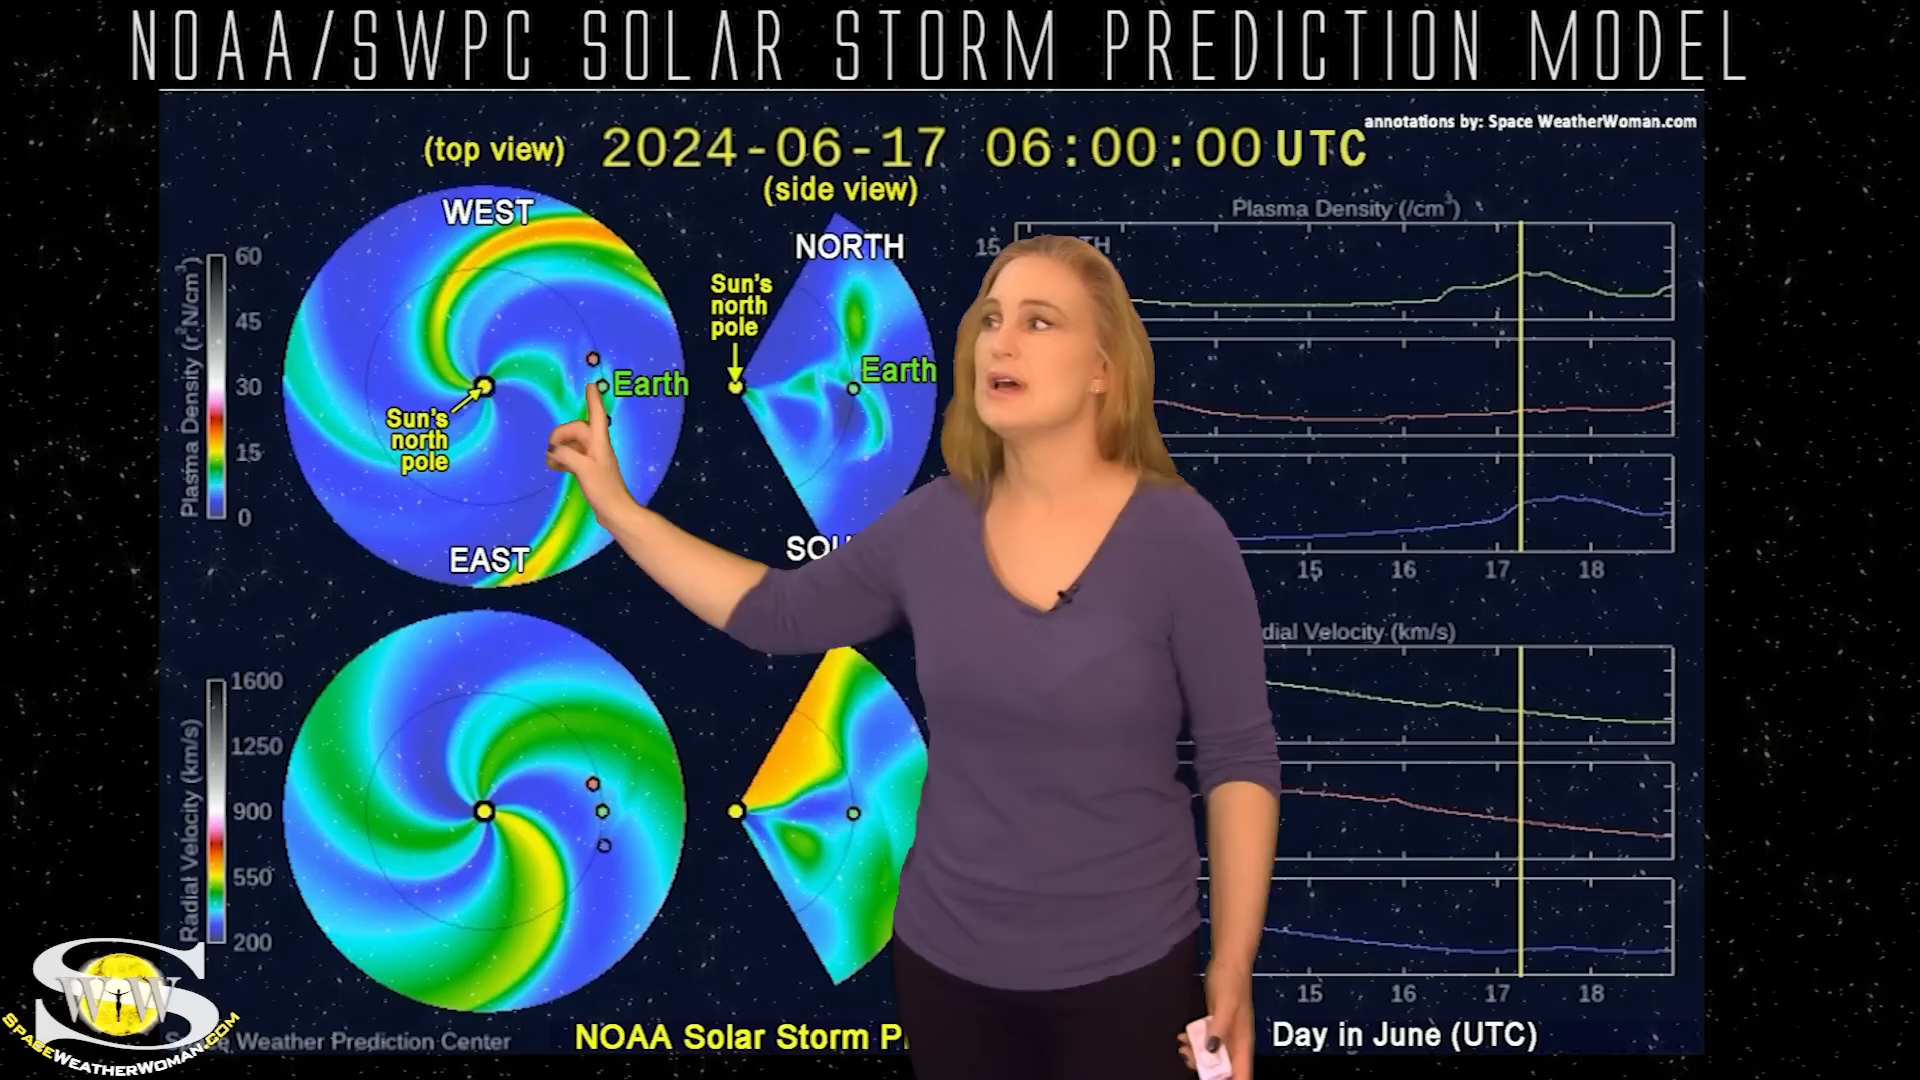 NOAA/SWPC SOLAR STORM PREDICTION MODEL
annotations by: Space WeatherWoman.com
(top view) 2024-06-17 06:00:00 UTC
(side view)
Plasma Density (r²N/cm³)
60
45
30
15
0
WEST
Earth
Sun's
north
pole
EAST
NORTH
Sun's
north
pole
Earth
Plasma Density (/cm³)
15
15 16 17 18
Radial Velocity (km/s)
1600
1250
900
550
200
dial Velocity (km/s)
15 16 17 18
Day in June (UTC)
NOAA Solar Storm
Weather Prediction Center
SWW
SPACEWEATHERWOMAN.COM